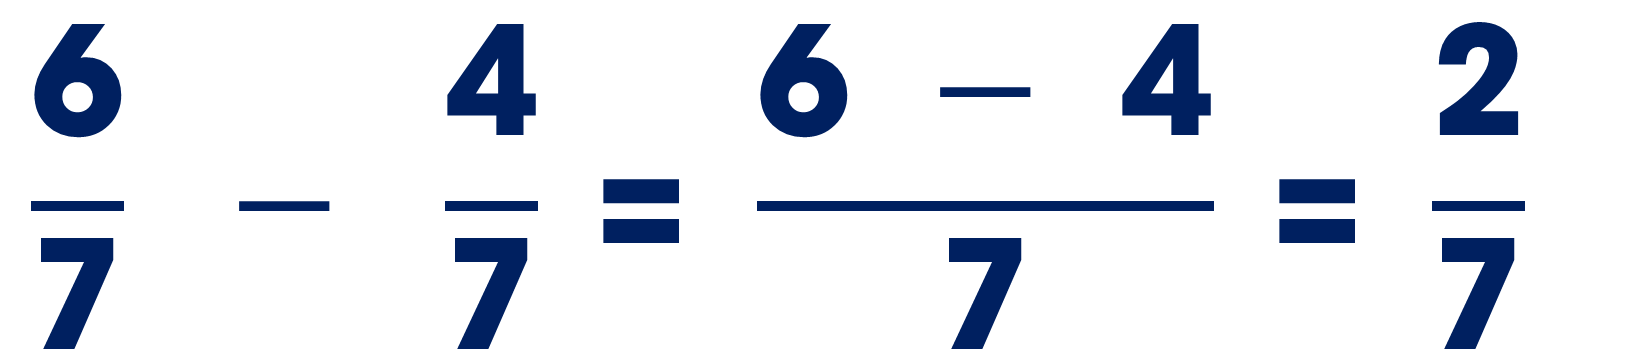 6/7 − 4/7 = (6 − 4)/7 = 2/7